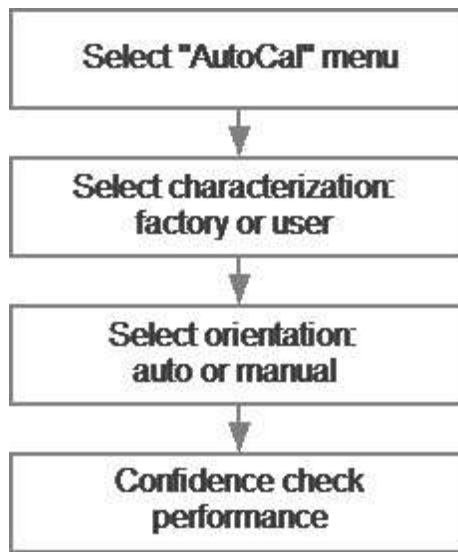 Select "AutoCal" menu
Select characterization:
factory or user
Select orientation:
auto or manual
Confidence check
performance